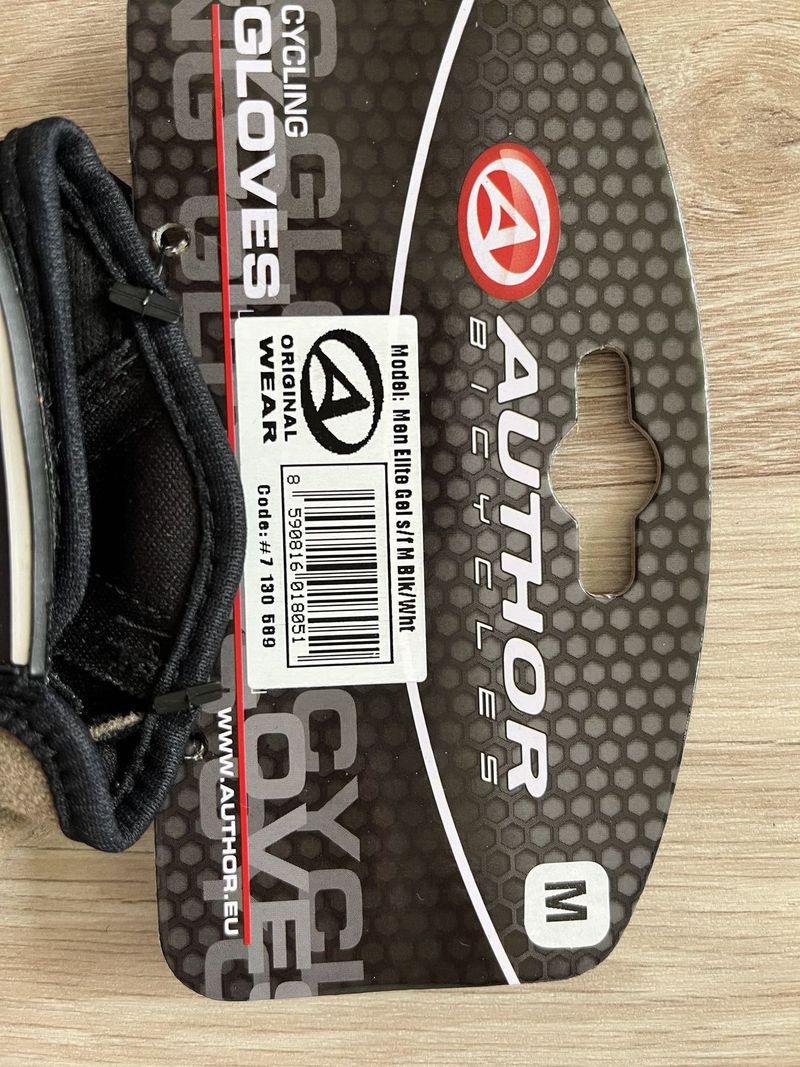 AUTHOR
BICYCLES
M
Model: Men Elite Gel s/f M Blk/Wht
ORIGINAL
WEAR
8 590816 018051
Code: #7 130 589
CYCLING
GLOVES
WWW.AUTHOR.EU